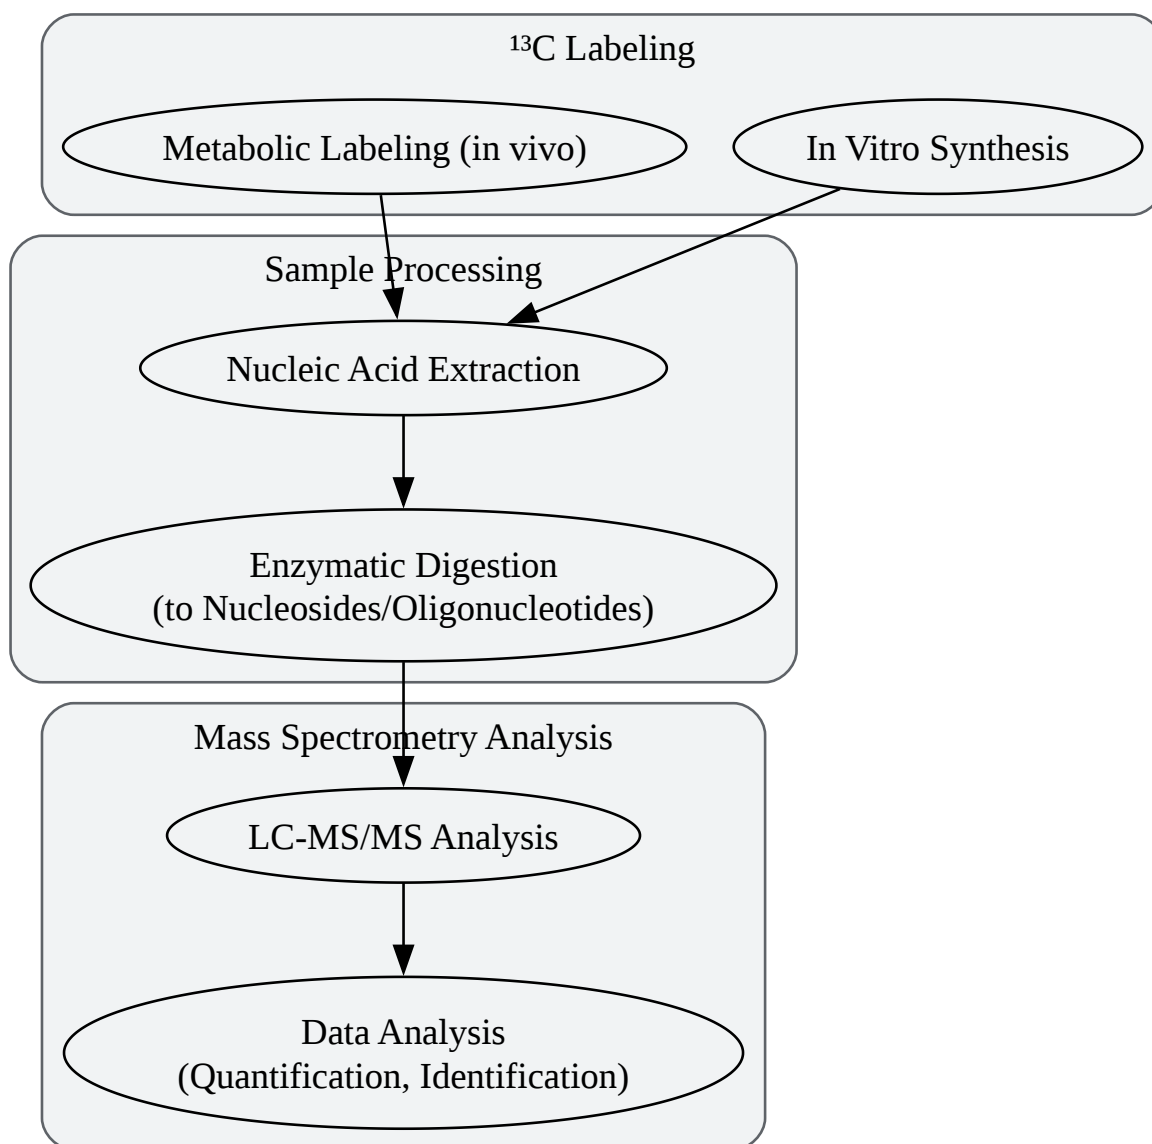 ¹³C Labeling
Metabolic Labeling (in vivo)
In Vitro Synthesis
Sample Processing
Nucleic Acid Extraction
Enzymatic Digestion
(to Nucleosides/Oligonucleotides)
Mass Spectrometry Analysis
LC-MS/MS Analysis
Data Analysis
(Quantification, Identification)